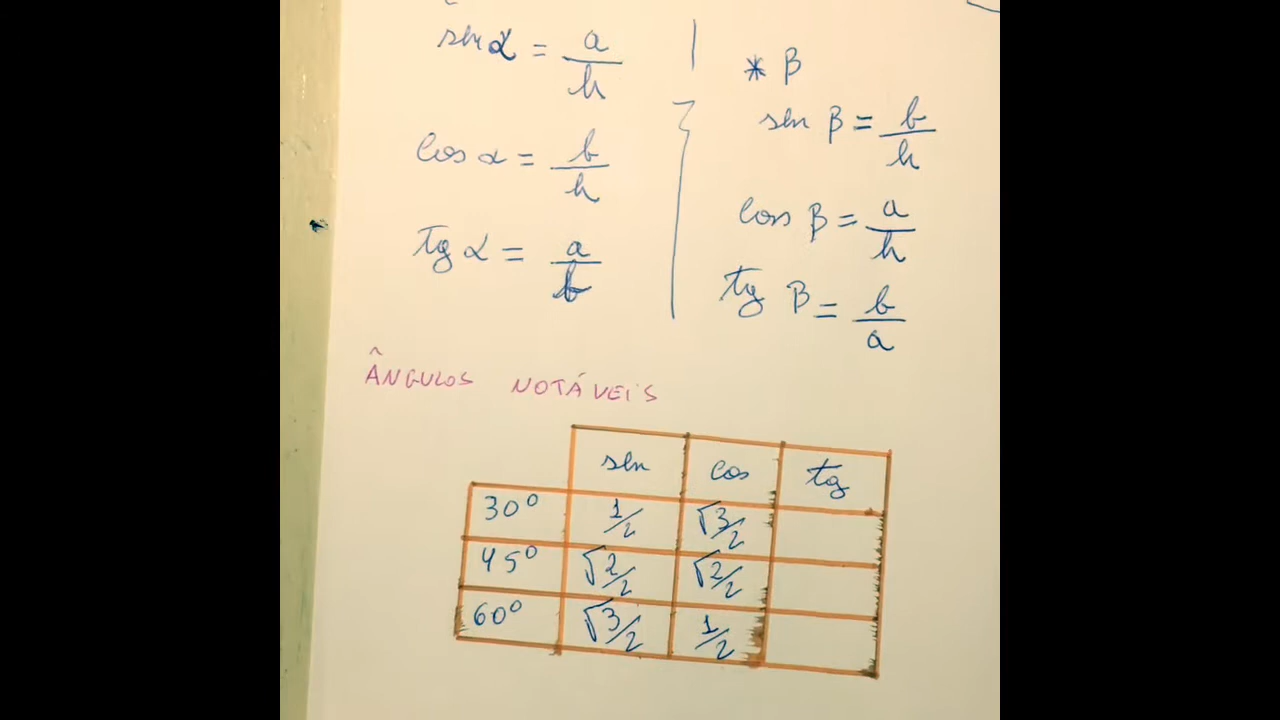 sen α = a/h
cos α = b/h
tg α = a/b
* β
sen β = b/h
cos β = a/h
tg β = b/a
ÂNGULOS NOTÁVEIS
sen cos tg
30° 1/2 √3/2
45° √2/2 √2/2
60° √3/2 1/2